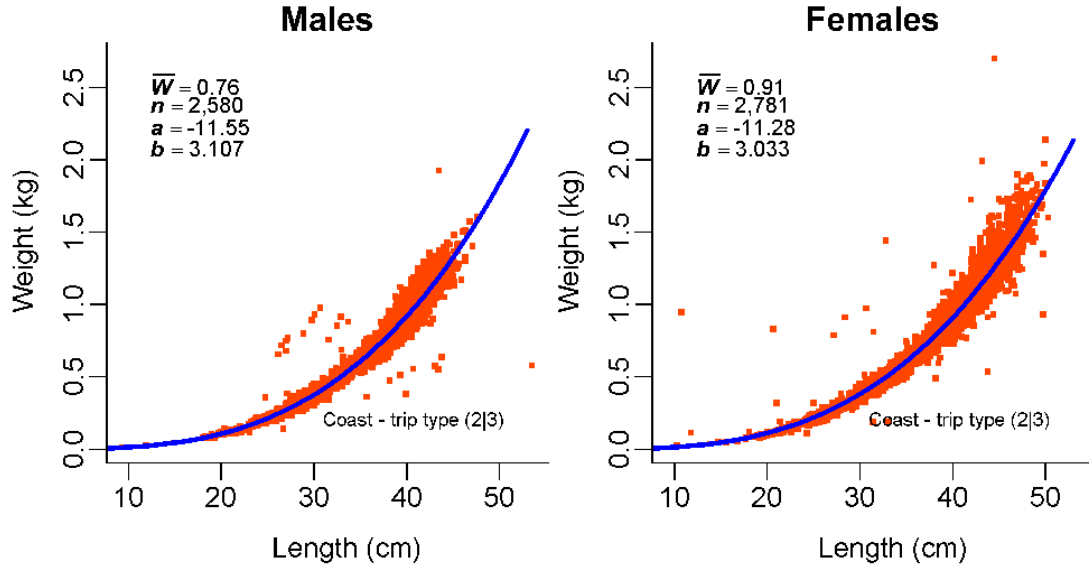 Males
Weight (kg)
2.5
2.0
1.5
1.0
0.5
0.0
W = 0.76
n = 2,580
a = -11.55
b = 3.107
Coast - trip type (2|3)
10 20 30 40 50
Length (cm)
Females
Weight (kg)
2.5
2.0
1.5
1.0
0.5
0.0
W = 0.91
n = 2,781
a = -11.28
b = 3.033
Coast - trip type (2|3)
10 20 30 40 50
Length (cm)